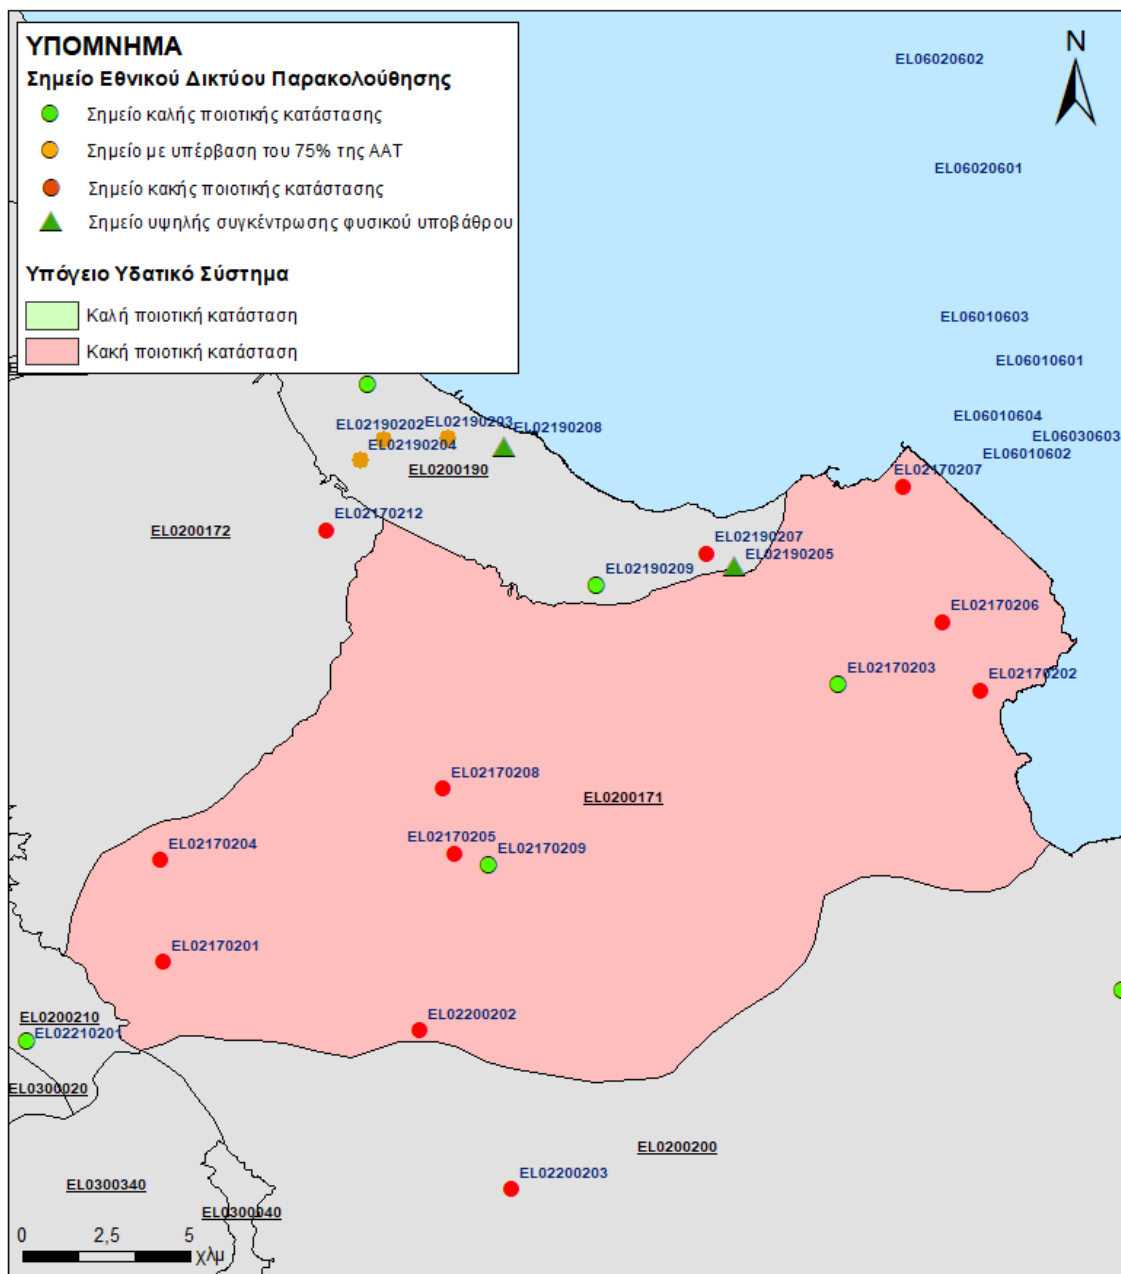 ΥΠΟΜΝΗΜΑ
Σημείο Εθνικού Δικτύου Παρακολούθησης
Σημείο καλής ποιοτικής κατάστασης
Σημείο με υπέρβαση του 75% της ΑΑΤ
Σημείο κακής ποιοτικής κατάστασης
Σημείο υψηλής συγκέντρωσης φυσικού υποβάθρου
Υπόγειο Υδατικό Σύστημα
Καλή ποιοτική κατάσταση
Κακή ποιοτική κατάσταση
N
EL06020602
EL06020601
EL06010603
EL06010601
EL06010604
EL06030603
EL06010602
EL02190202
EL02190203
EL02190208
EL02190204
EL0200190
EL02170207
EL02170212
EL0200172
EL02190207
EL02190205
EL02190209
EL02170206
EL02170203
EL02170202
EL02170208
EL0200171
EL02170205
EL02170204
EL02170209
EL02170201
EL0200210
EL02210201
EL02200202
EL0300020
EL0200200
EL02200203
EL0300340
EL0300040
0 2,5 5
χλμ